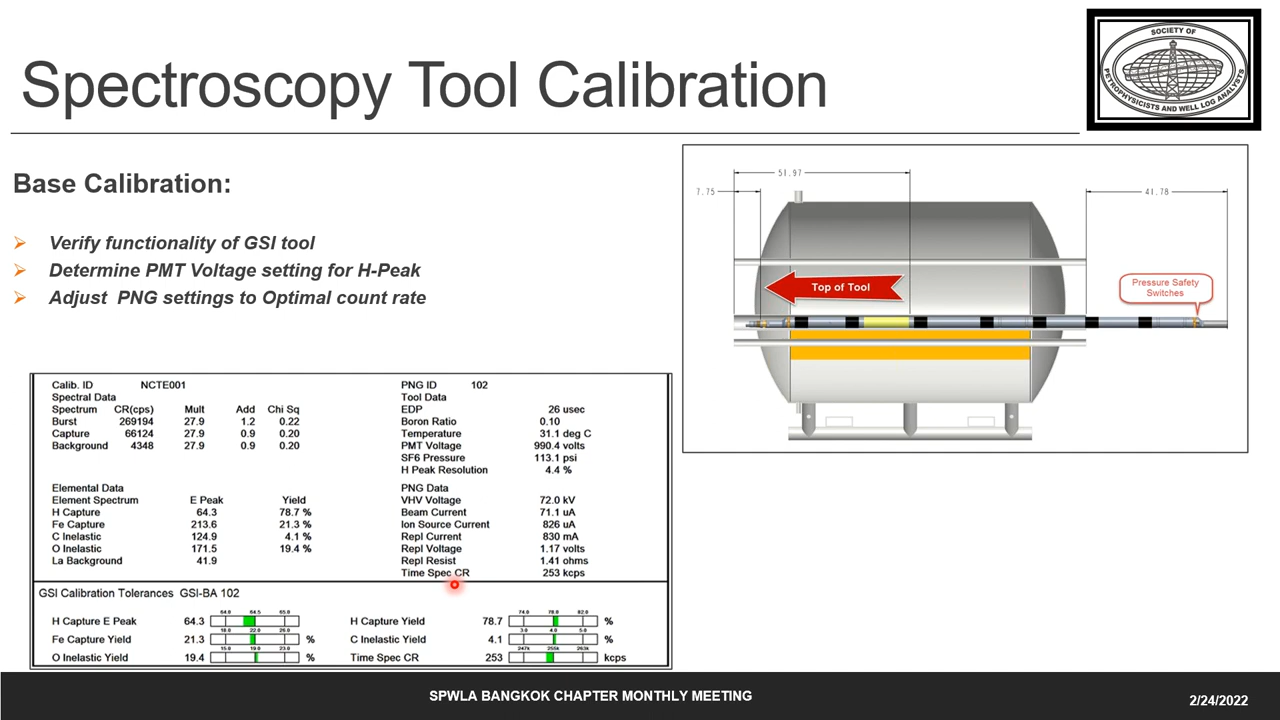 Spectroscopy Tool Calibration
SOCIETY OF
PETROPHYSICISTS AND WELL LOG ANALYSTS
Base Calibration:
Verify functionality of GSI tool
Determine PMT Voltage setting for H-Peak
Adjust PNG settings to Optimal count rate
51.97
7.75
41.78
Top of Tool
Pressure Safety
Switches
Calib. ID NCTE001
Spectral Data
Spectrum CR(cps) Mult Add Chi Sq
Burst 269194 27.9 1.2 0.22
Capture 66124 27.9 0.9 0.20
Background 4348 27.9 0.9 0.20
PNG ID 102
Tool Data
EDP 26 usec
Boron Ratio 0.10
Temperature 31.1 deg C
PMT Voltage 990.4 volts
SF6 Pressure 113.1 psi
H Peak Resolution 4.4 %
Elemental Data
Element Spectrum E Peak Yield
H Capture 64.3 78.7 %
Fe Capture 213.6 21.3 %
C Inelastic 124.9 4.1 %
O Inelastic 171.5 19.4 %
La Background 41.9
PNG Data
VHV Voltage 72.0 kV
Beam Current 71.1 uA
Ion Source Current 826 uA
Repl Current 830 mA
Repl Voltage 1.17 volts
Repl Resist 1.41 ohms
Time Spec CR 253 kcps
GSI Calibration Tolerances GSI-BA 102
64.0 64.5 65.0
H Capture E Peak 64.3
18.0 22.0 26.0
Fe Capture Yield 21.3 %
15.0 19.0 23.0
O Inelastic Yield 19.4 %
74.0 78.0 82.0
H Capture Yield 78.7 %
3.0 4.0 5.0
C Inelastic Yield 4.1 %
247k 255k 263k
Time Spec CR 253 kcps
SPWLA BANGKOK CHAPTER MONTHLY MEETING
2/24/2022